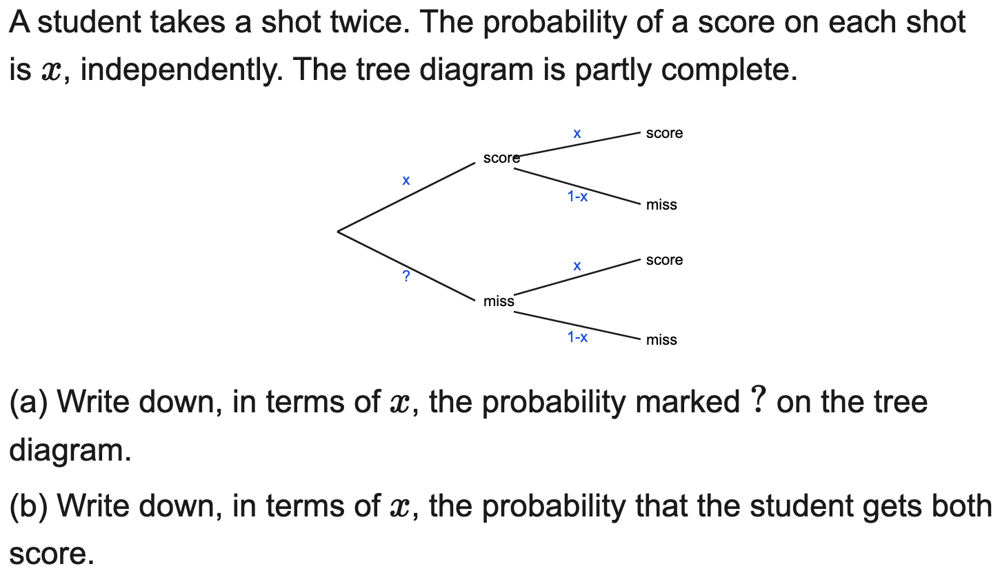 A student takes a shot twice. The probability of a score on each shot
is x, independently. The tree diagram is partly complete.
x
score
score
x
1-x
miss
x
score
?
miss
1-x
miss
(a) Write down, in terms of x, the probability marked ? on the tree
diagram.
(b) Write down, in terms of x, the probability that the student gets both
score.